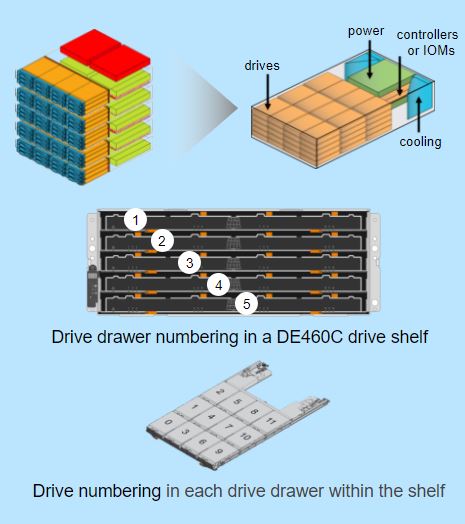 power
controllers
or IOMs
drives
cooling
1
2
3
4
5
Drive drawer numbering in a DE460C drive shelf
2
1 5
0 4 8
3 7 11
6 10
9
Drive numbering in each drive drawer within the shelf